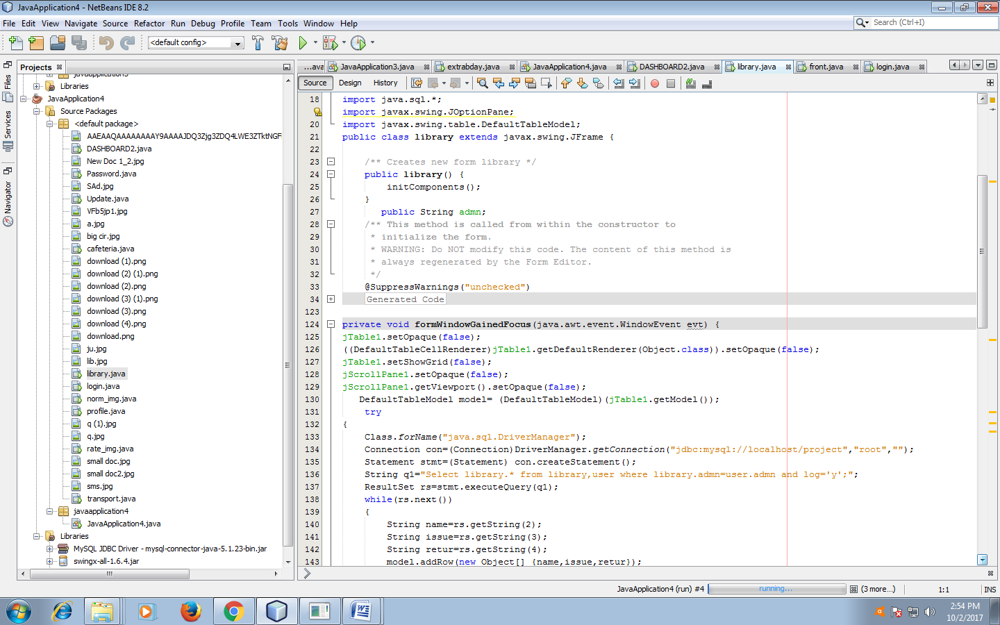 JavaApplication4 - NetBeans IDE 8.2
File Edit View Navigate Source Refactor Run Debug Profile Team Tools Window Help
Search (Ctrl+I)
<default config>
Files
Services
Navigator
Projects
javaapplication3
Libraries
JavaApplication4
Source Packages
<default package>
DASHBOARD2.java
New Doc 1_2.jpg
Password.java
SAd.jpg
Update.java
VFb5jp1.jpg
a.jpg
big cir.jpg
cafeteria.java
download (1).png
download (2) (1).png
download (2).png
download (3) (1).png
download (3).png
download (4).png
download.png
ju.jpg
lib.jpg
library.java
login.java
norm_img.java
profile.java
q (1).jpg
q.jpg
rate_img.java
small doc.jpg
small doc2.jpg
sms.jpg
transport.java
javaapplication4
JavaApplication4.java
Libraries
MySQL JDBC Driver - mysql-connector-java-5.1.23-bin.jar
swingx-all-1.6.4.jar
...ava JavaApplication3.java extrabday.java JavaApplication4.java DASHBOARD2.java library.java front.java login.java
Source Design History
18 import java.sql.*;
import javax.swing.JOptionPane;
20 import javax.swing.table.DefaultTableModel;
21 public class library extends javax.swing.JFrame {
22
23 /** Creates new form library */
24 public library() {
25 initComponents();
26 }
27 public String admn;
28 /** This method is called from within the constructor to
29 * initialize the form.
30 * WARNING: Do NOT modify this code. The content of this method is
31 * always regenerated by the Form Editor.
32 */
33 @SuppressWarnings("unchecked")
34 Generated Code
123
124 private void formWindowGainedFocus(java.awt.event.WindowEvent evt) {
125 jTable1.setOpaque(false);
126 ((DefaultTableCellRenderer)jTable1.getDefaultRenderer(Object.class)).setOpaque(false);
127 jTable1.setShowGrid(false);
128 jScrollPane1.setOpaque(false);
129 jScrollPane1.getViewport().setOpaque(false);
130 DefaultTableModel model= (DefaultTableModel)(jTable1.getModel());
131 try
132 {
133 Class.forName("java.sql.DriverManager");
134 Connection con=(Connection)DriverManager.getConnection("jdbc:mysql://localhost/project","root","");
135 Statement stmt=(Statement) con.createStatement();
136 String q1="Select library.* from library,user where library.admn=user.admn and log='y';";
137 ResultSet rs=stmt.executeQuery(q1);
138 while(rs.next())
139 {
140 String name=rs.getString(2);
141 String issue=rs.getString(3);
142 String retur=rs.getString(4);
143 model.addRow(new Object[] {name,issue,retur});
JavaApplication4 (run) #4 running... (3 more...) 1:1 INS
2:54 PM
10/2/2017